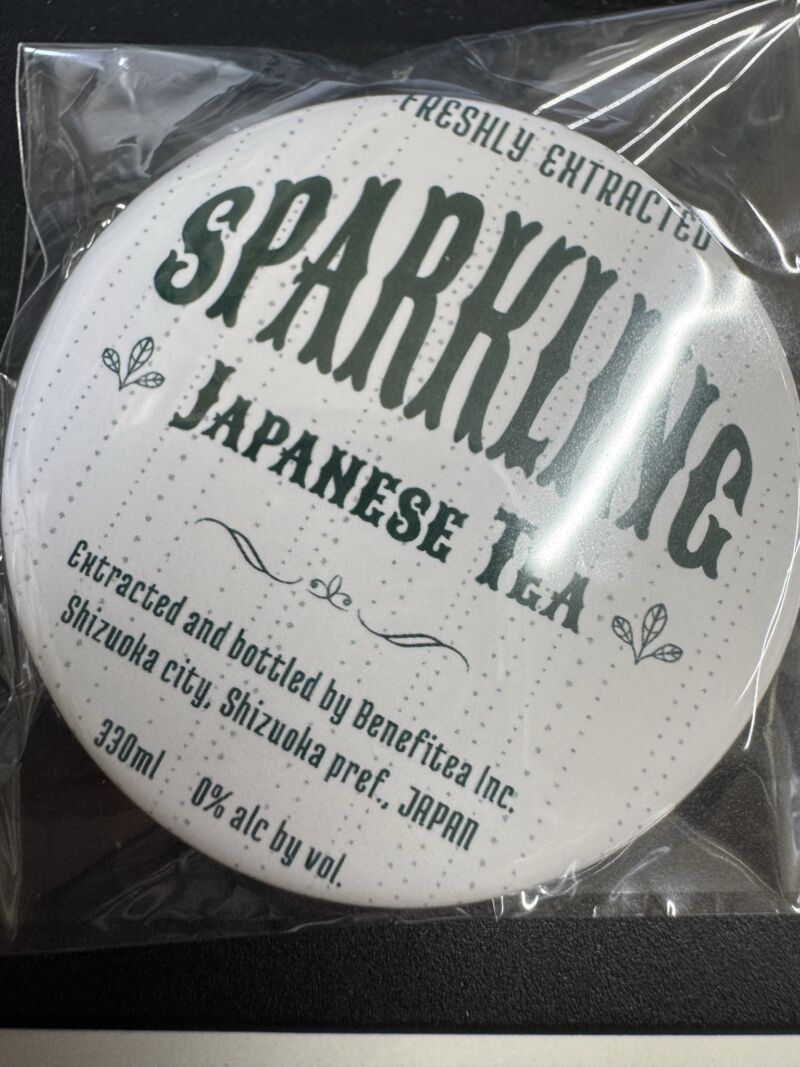 FRESHLY EXTRACTED
SPARKLING
JAPANESE TEA
Extracted and bottled by Benefitea Inc.
Shizuoka city, Shizuoka pref., JAPAN
330ml 0% alc by vol.